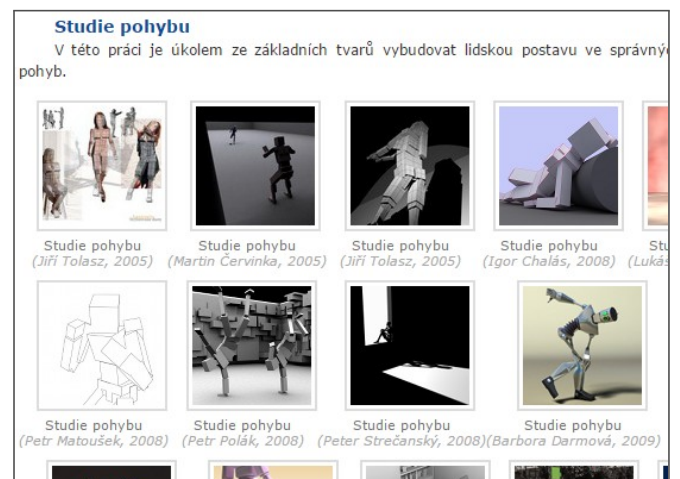 Studie pohybu
V této práci je úkolem ze základních tvarů vybudovat lidskou postavu ve
pohyb.
Studie pohybu
(Jiří Tolasz, 2005)
Studie pohybu
(Martin Červinka, 2005)
Studie pohybu
(Jiří Tolasz, 2005)
Studie pohybu
(Igor Chalás, 2008)
Studie pohybu
(Petr Matoušek, 2008)
Studie pohybu
(Petr Polák, 2008)
Studie pohybu
(Peter Strečanský, 2008)
Studie pohybu
(Barbora Darmová, 2009)